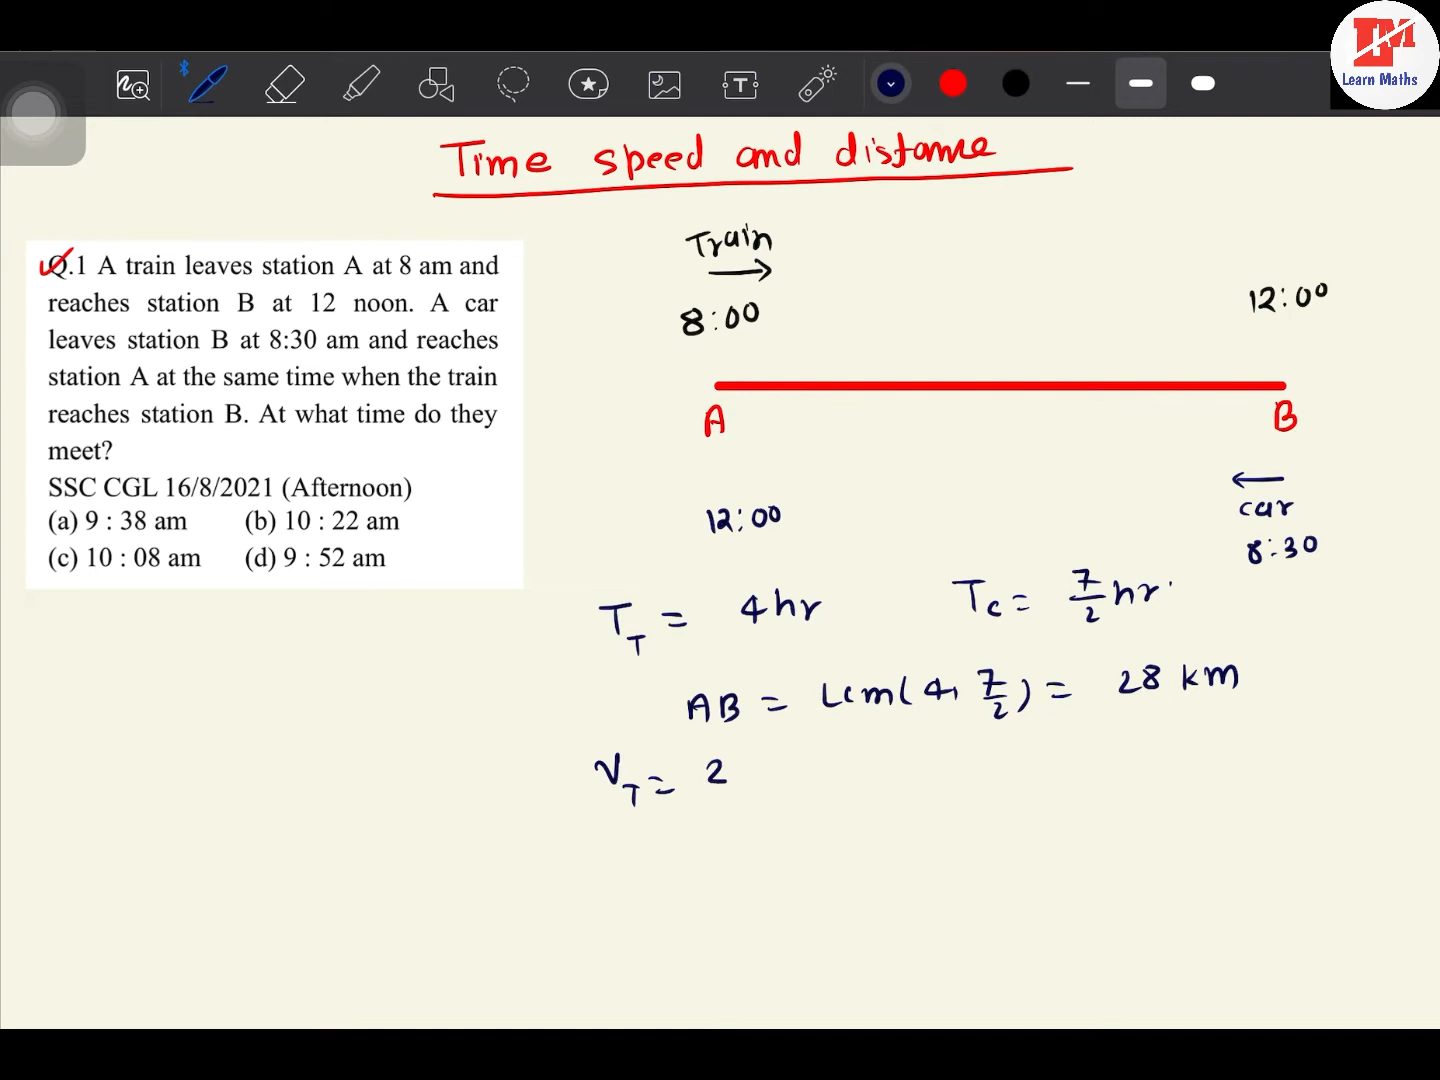 LM
Learn Maths
Time speed and distance
Q.1 A train leaves station A at 8 am and
reaches station B at 12 noon. A car
leaves station B at 8:30 am and reaches
station A at the same time when the train
reaches station B. At what time do they
meet?
SSC CGL 16/8/2021 (Afternoon)
(a) 9 : 38 am (b) 10 : 22 am
(c) 10 : 08 am (d) 9 : 52 am
Train
8:00 12:00
A B
12:00 car
8:30
T_T = 4hr T_C = 7/2 hr.
AB = Lcm(4, 7/2) = 28 km
V_T = 2